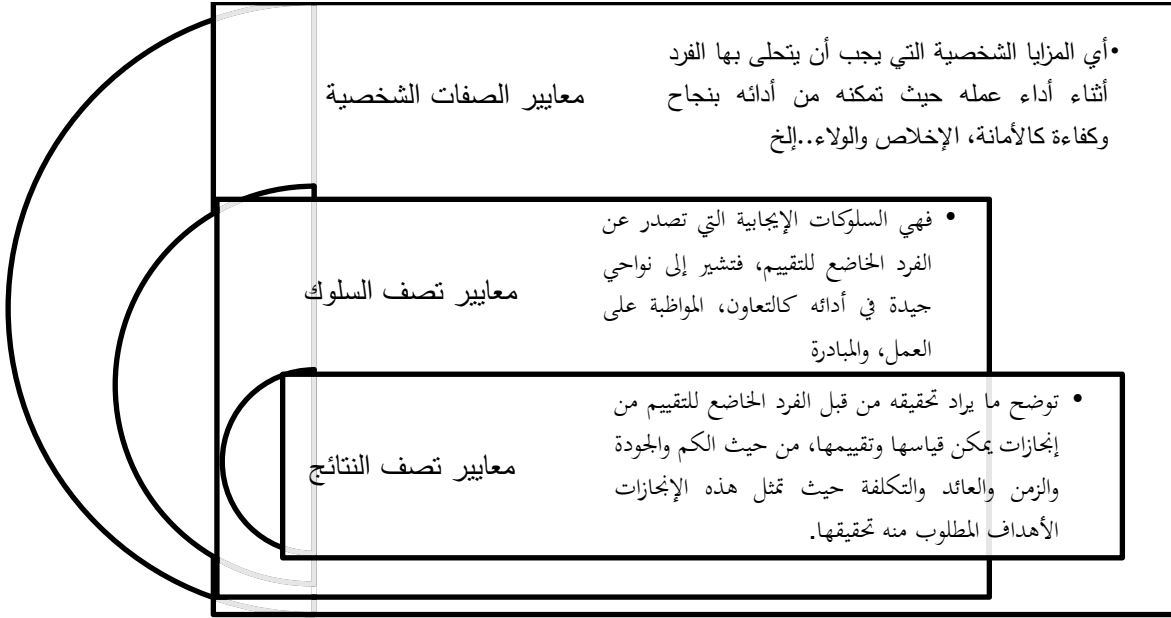 •أي المزايا الشخصية التي يجب أن يتحلى بها الفرد
أثناء أداء عمله حيث تمكنه من أدائه بنجاح
وكفاءة كالأمانة، الإخلاص والولاء..إلخ
معايير الصفات الشخصية
• فهي السلوكات الإيجابية التي تصدر عن
الفرد الخاضع للتقييم، فتشير إلى نواحي
جيدة في أدائه كالتعاون، المواظبة على
العمل، والمبادرة
معايير تصف السلوك
• توضح ما يراد تحقيقه من قبل الفرد الخاضع للتقييم من
إنجازات يمكن قياسها وتقييمها، من حيث الكم والجودة
والزمن والعائد والتكلفة حيث تمثل هذه الإنجازات
الأهداف المطلوب منه تحقيقها.
معايير تصف النتائج